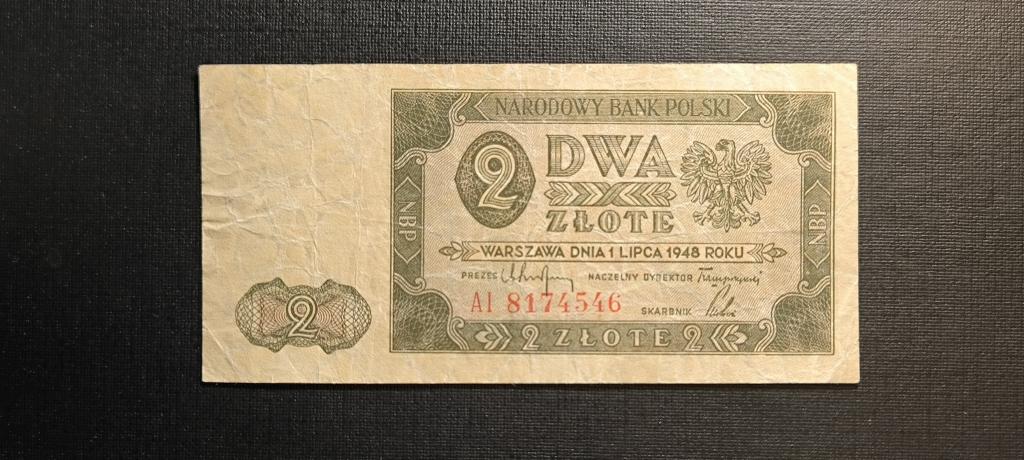 NARODOWY BANK POLSKI
2 DWA
ZŁOTE
NBP
NBP
WARSZAWA DNIA 1 LIPCA 1948 ROKU
PREZES NACZELNY DYREKTOR
AI 8174546 SKARBNIK
2
2 ZŁOTE 2